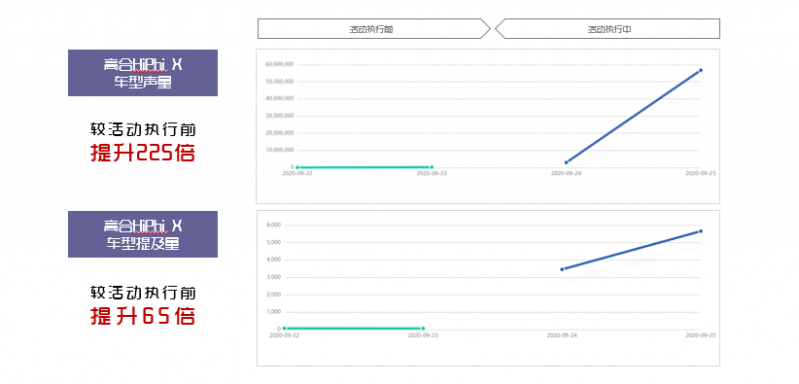 活动执行前
活动执行中
高合HiPhi X
车型声量
较活动执行前
提升225倍
60,000,000
50,000,000
40,000,000
30,000,000
20,000,000
10,000,000
0
2020-09-22
2020-09-23
2020-09-24
2020-09-25
高合HiPhi X
车型提及量
较活动执行前
提升65倍
6,000
5,000
4,000
3,000
2,000
1,000
0
2020-09-22
2020-09-23
2020-09-24
2020-09-25